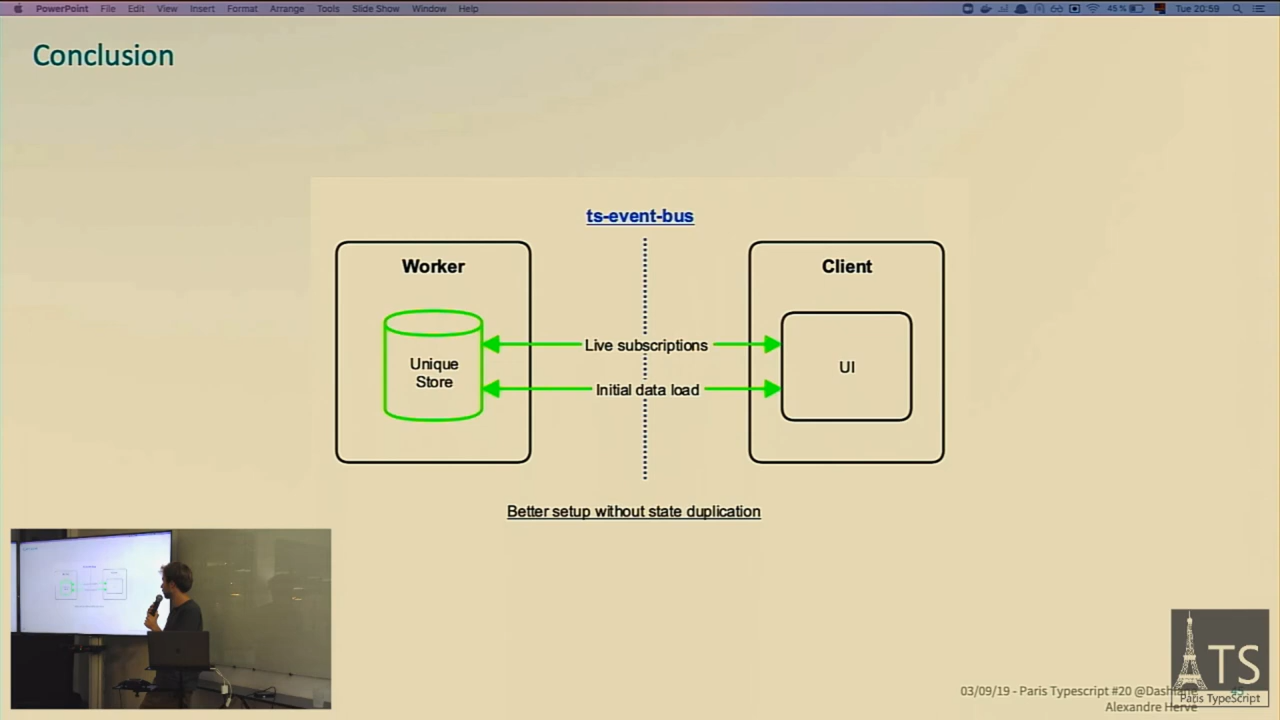 PowerPoint File Edit View Insert Format Arrange Tools Slide Show Window Help 45% Tue 20:59
Conclusion
ts-event-bus
Worker
Client
Live subscriptions
Unique
Store
UI
Initial data load
Better setup without state duplication
TS
Paris TypeScript
03/09/19 - Paris Typescript #20 @Dashlane
Alexandre Hervé